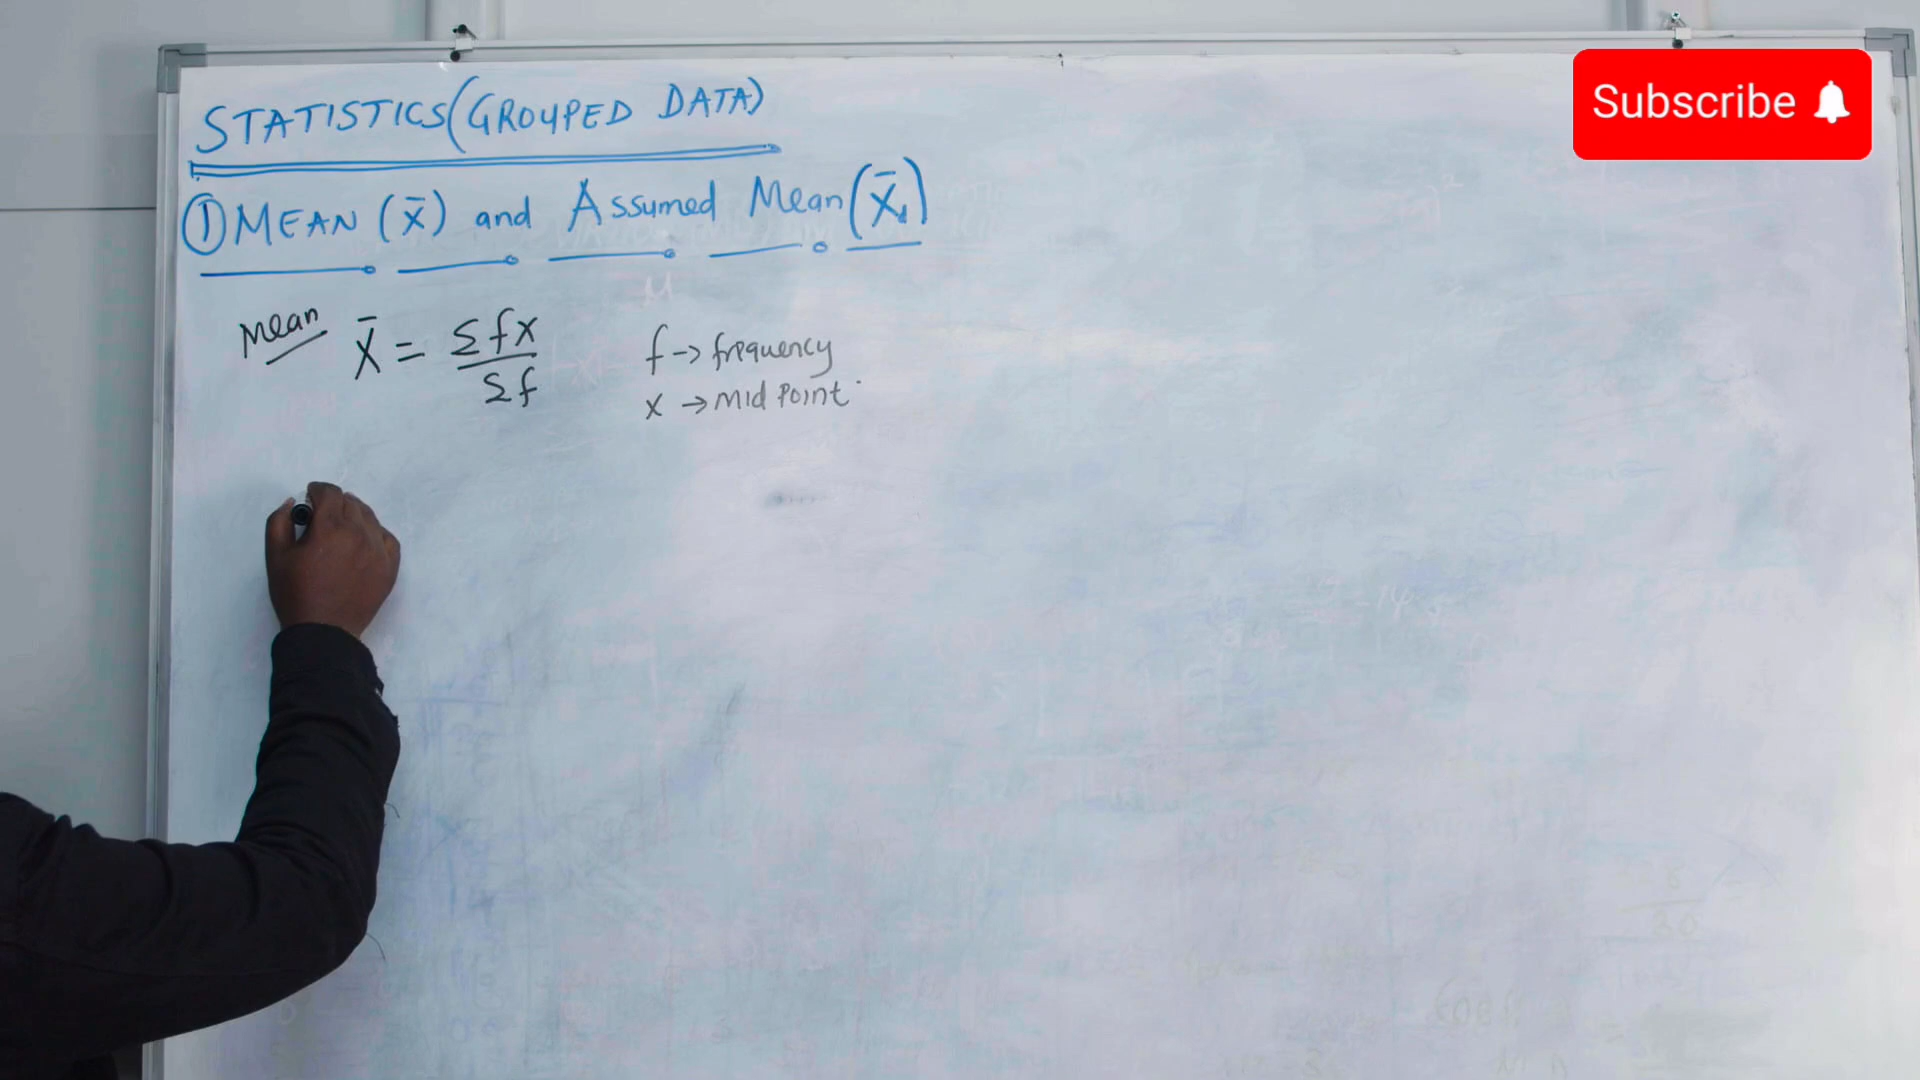 Subscribe
STATISTICS (GROUPED DATA)
① MEAN (x̄) and Assumed Mean (X̄₁)
Mean X̄ = Σfx / Σf
f → frequency
x → mid point